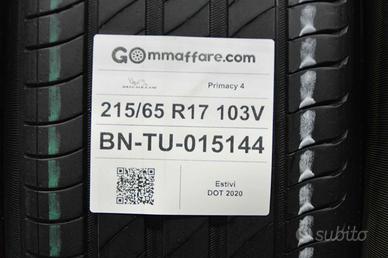 GOmmaffare.com
MICHELIN
Primacy 4
215/65 R17 103V
BN-TU-015144
Estivi
DOT 2020
subito